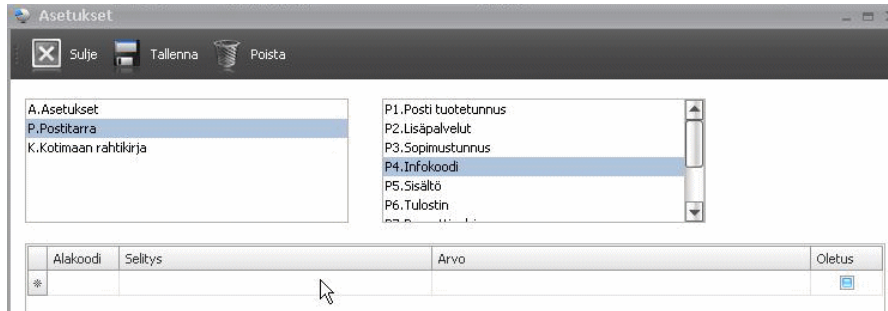 Asetukset
Sulje Tallenna Poista
A.Asetukset
P.Postitarra
K.Kotimaan rahtikirja
P1.Posti tuotetunnus
P2.Lisäpalvelut
P3.Sopimustunnus
P4.Infokoodi
P5.Sisältö
P6.Tulostin
Alakoodi Selitys Arvo Oletus